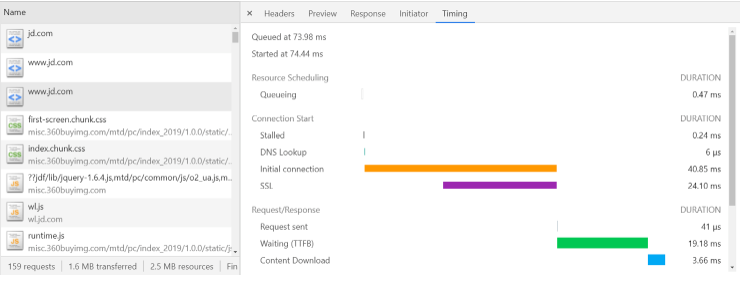 Name
jd.com
www.jd.com
www.jd.com
first-screen.chunk.css
misc.360buyimg.com/mtd/pc/index_2019/1.0.0/static/...
index.chunk.css
misc.360buyimg.com/mtd/pc/index_2019/1.0.0/static/...
??jdf/lib/jquery-1.6.4.js,mtd/pc/common/js/o2_ua.js,m...
misc.360buyimg.com
wl.js
wl.jd.com
runtime.js
misc.360buyimg.com/mtd/pc/index_2019/1.0.0/static/js
159 requests 1.6 MB transferred 2.5 MB resources Fin
× Headers Preview Response Initiator Timing
Queued at 73.98 ms
Started at 74.44 ms
Resource Scheduling DURATION
Queueing 0.47 ms
Connection Start DURATION
Stalled 0.24 ms
DNS Lookup 6 μs
Initial connection 40.85 ms
SSL 24.10 ms
Request/Response DURATION
Request sent 41 μs
Waiting (TTFB) 19.18 ms
Content Download 3.66 ms